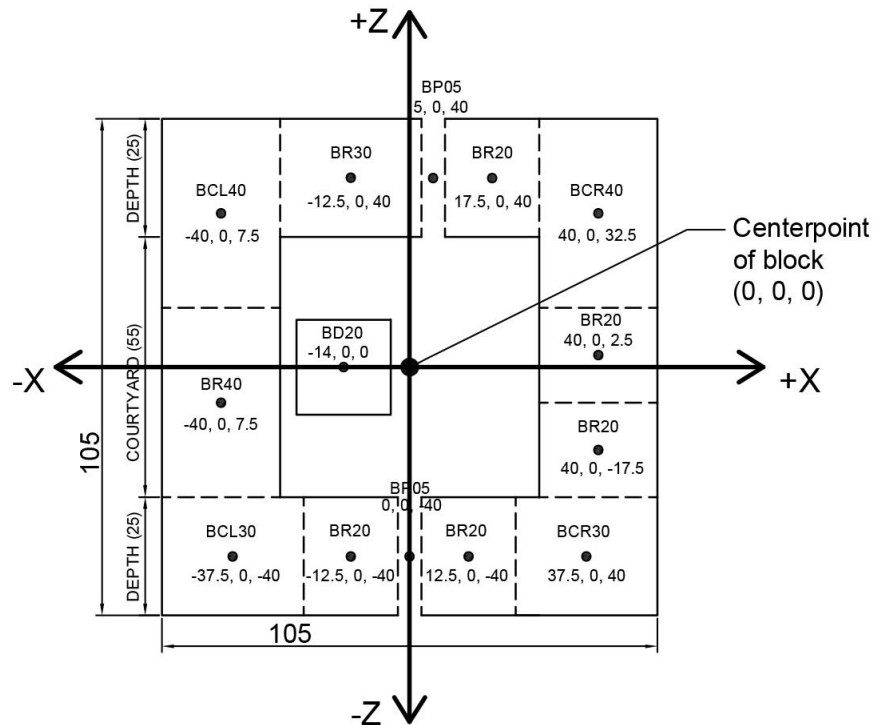 +Z
BP05
5, 0, 40
DEPTH (25)
BCL40
-40, 0, 7.5
BR30
-12.5, 0, 40
BR20
17.5, 0, 40
BCR40
40, 0, 32.5
Centerpoint
of block
(0, 0, 0)
105
COURTYARD (55)
BD20
-14, 0, 0
BR20
40, 0, 2.5
-X
+X
BR40
-40, 0, 7.5
BR20
40, 0, -17.5
BP05
0, 0, -40
DEPTH (25)
BCL30
-37.5, 0, -40
BR20
-12.5, 0, -40
BR20
12.5, 0, -40
BCR30
37.5, 0, 40
105
-Z